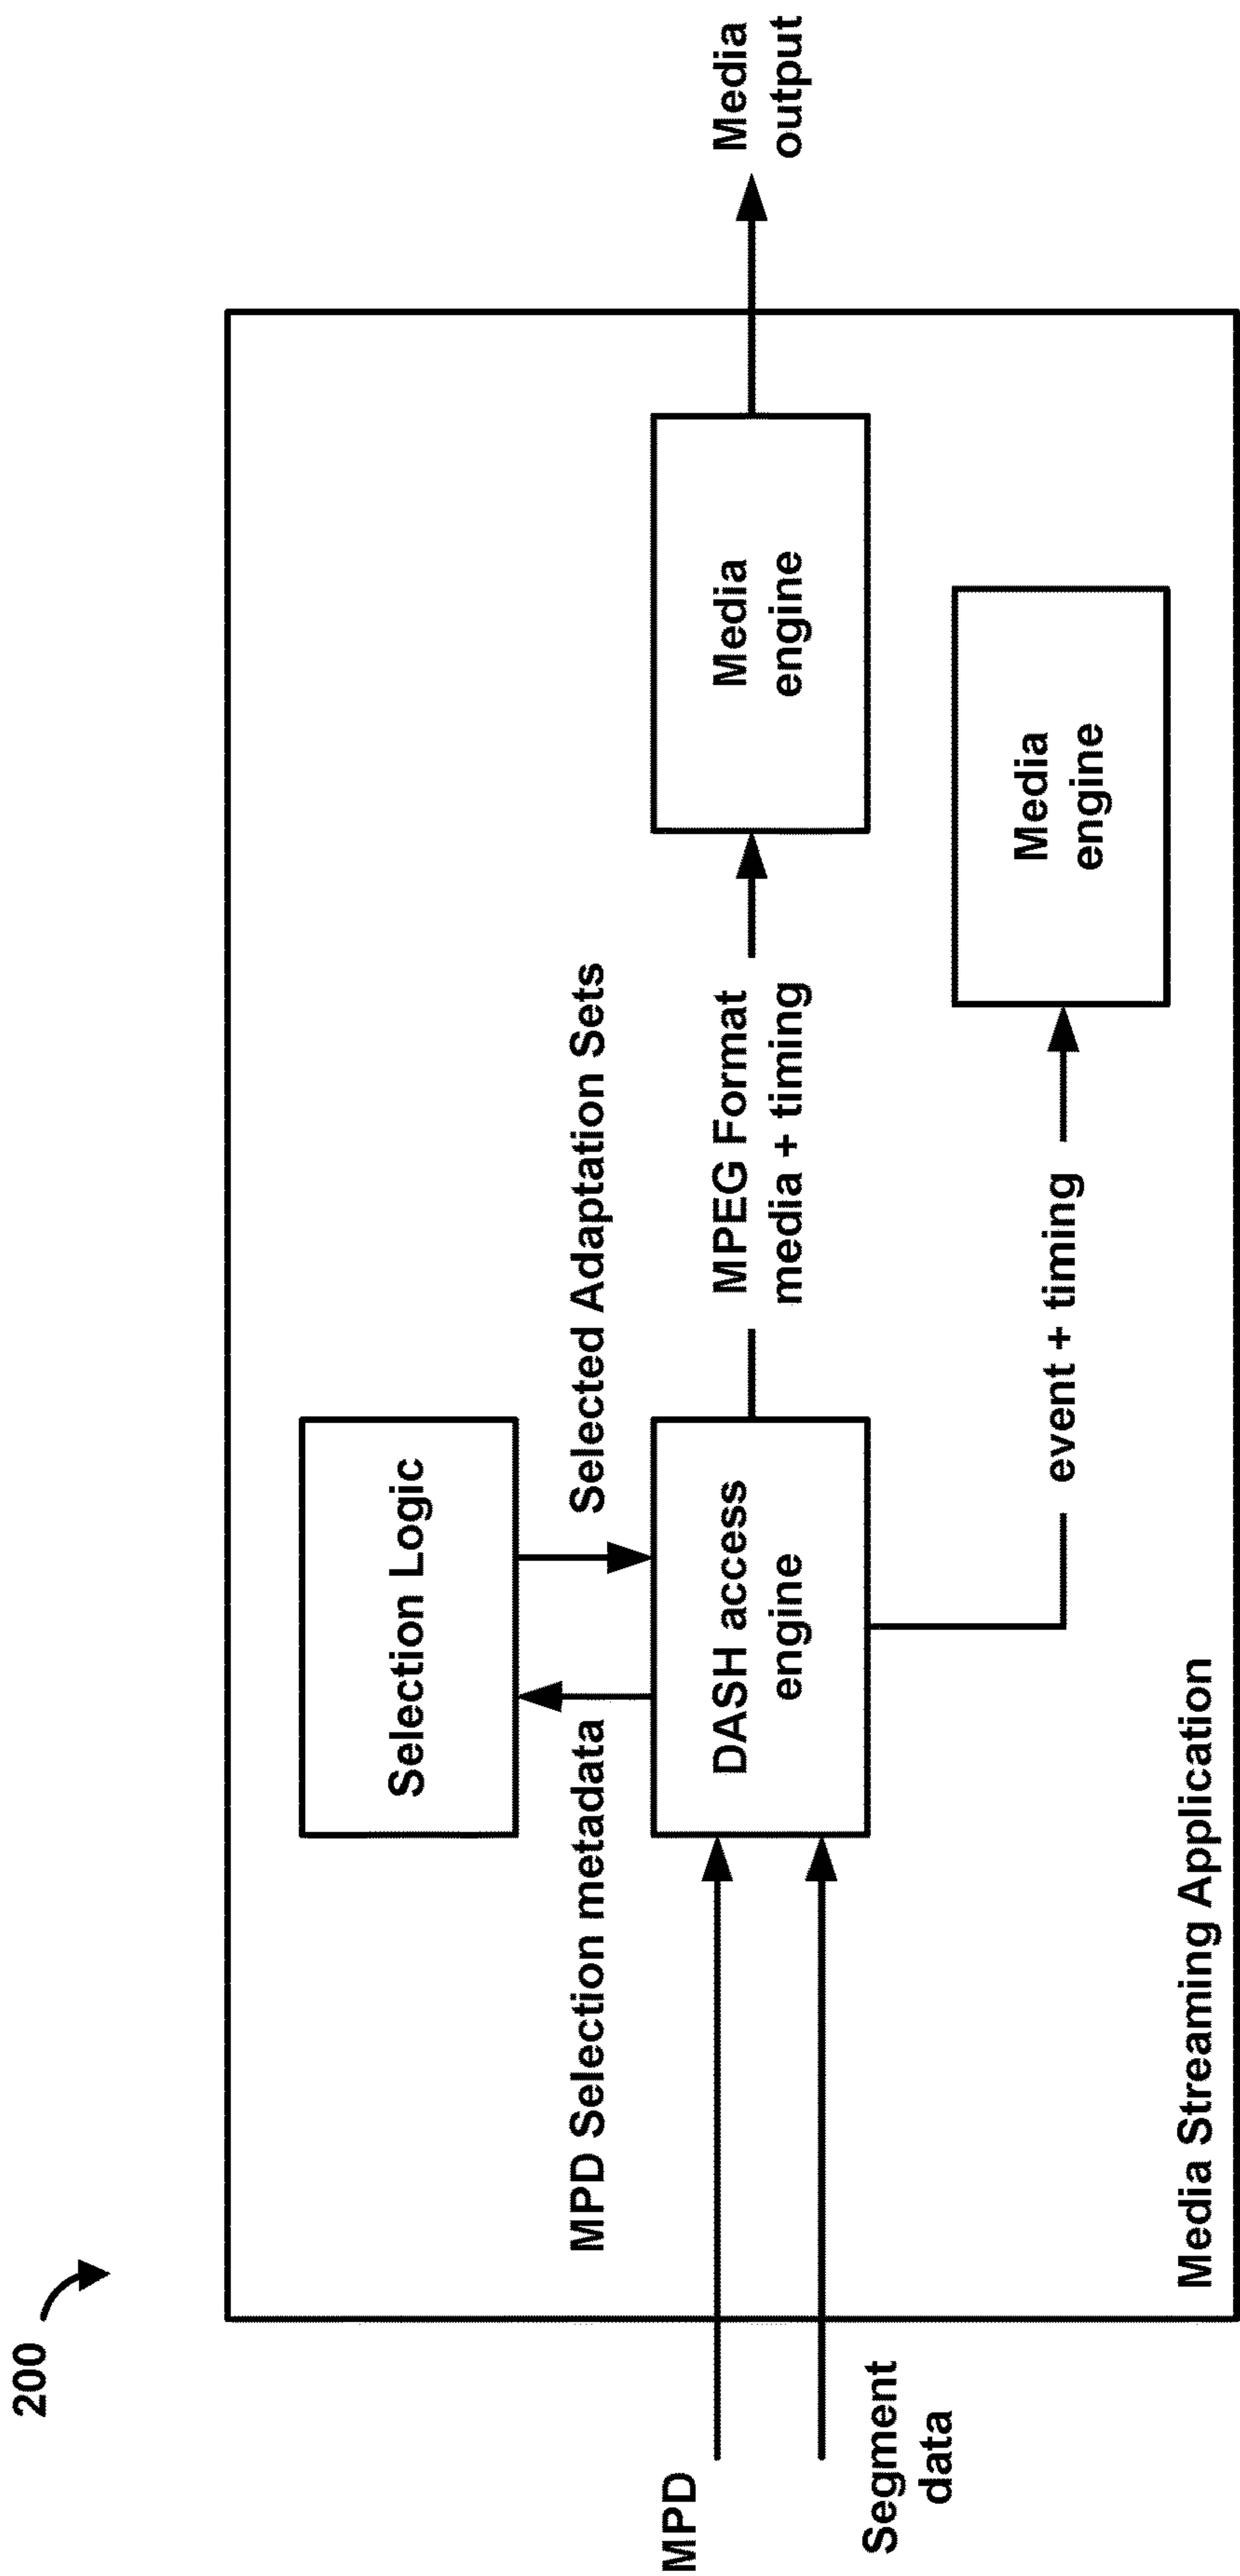 200
Selection Logic
MPD Selection metadata
Selected Adaptation Sets
MPD
Segment
data
DASH access
engine
MPEG Format
media + timing
Media
engine
Media
output
event + timing
Media
engine
Media Streaming Application